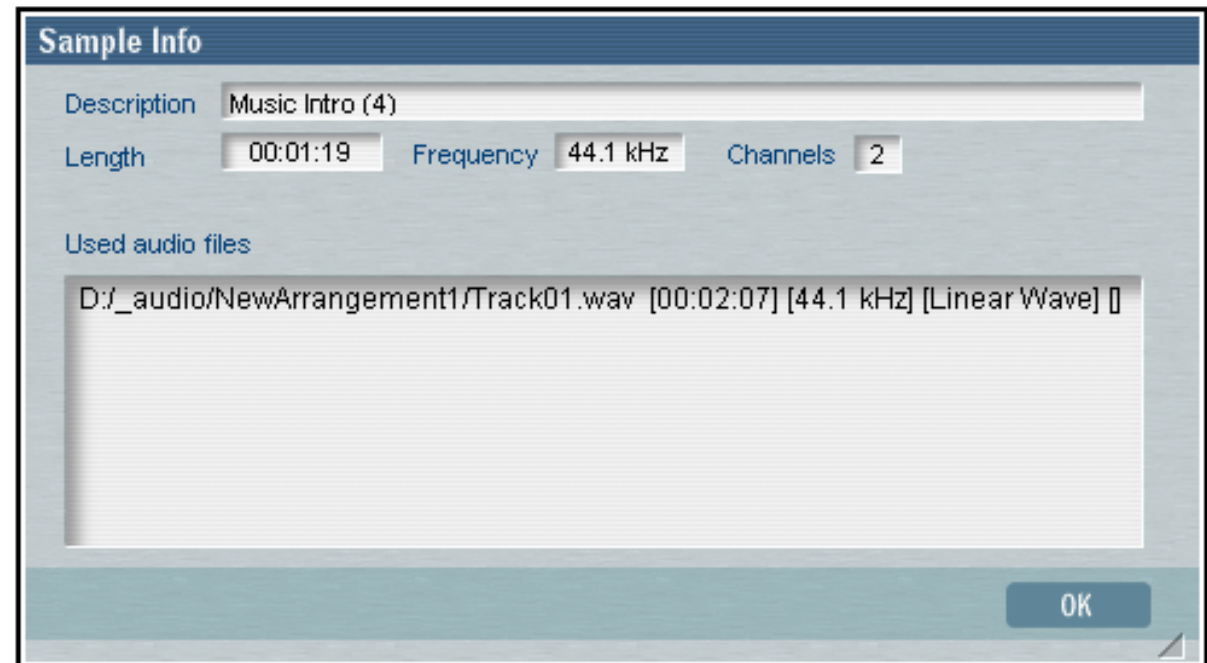 Sample Info
Description Music Intro (4)
Length 00:01:19 Frequency 44.1 kHz Channels 2
Used audio files
D:/_audio/NewArrangement1/Track01.wav [00:02:07] [44.1 kHz] [Linear Wave] []
OK